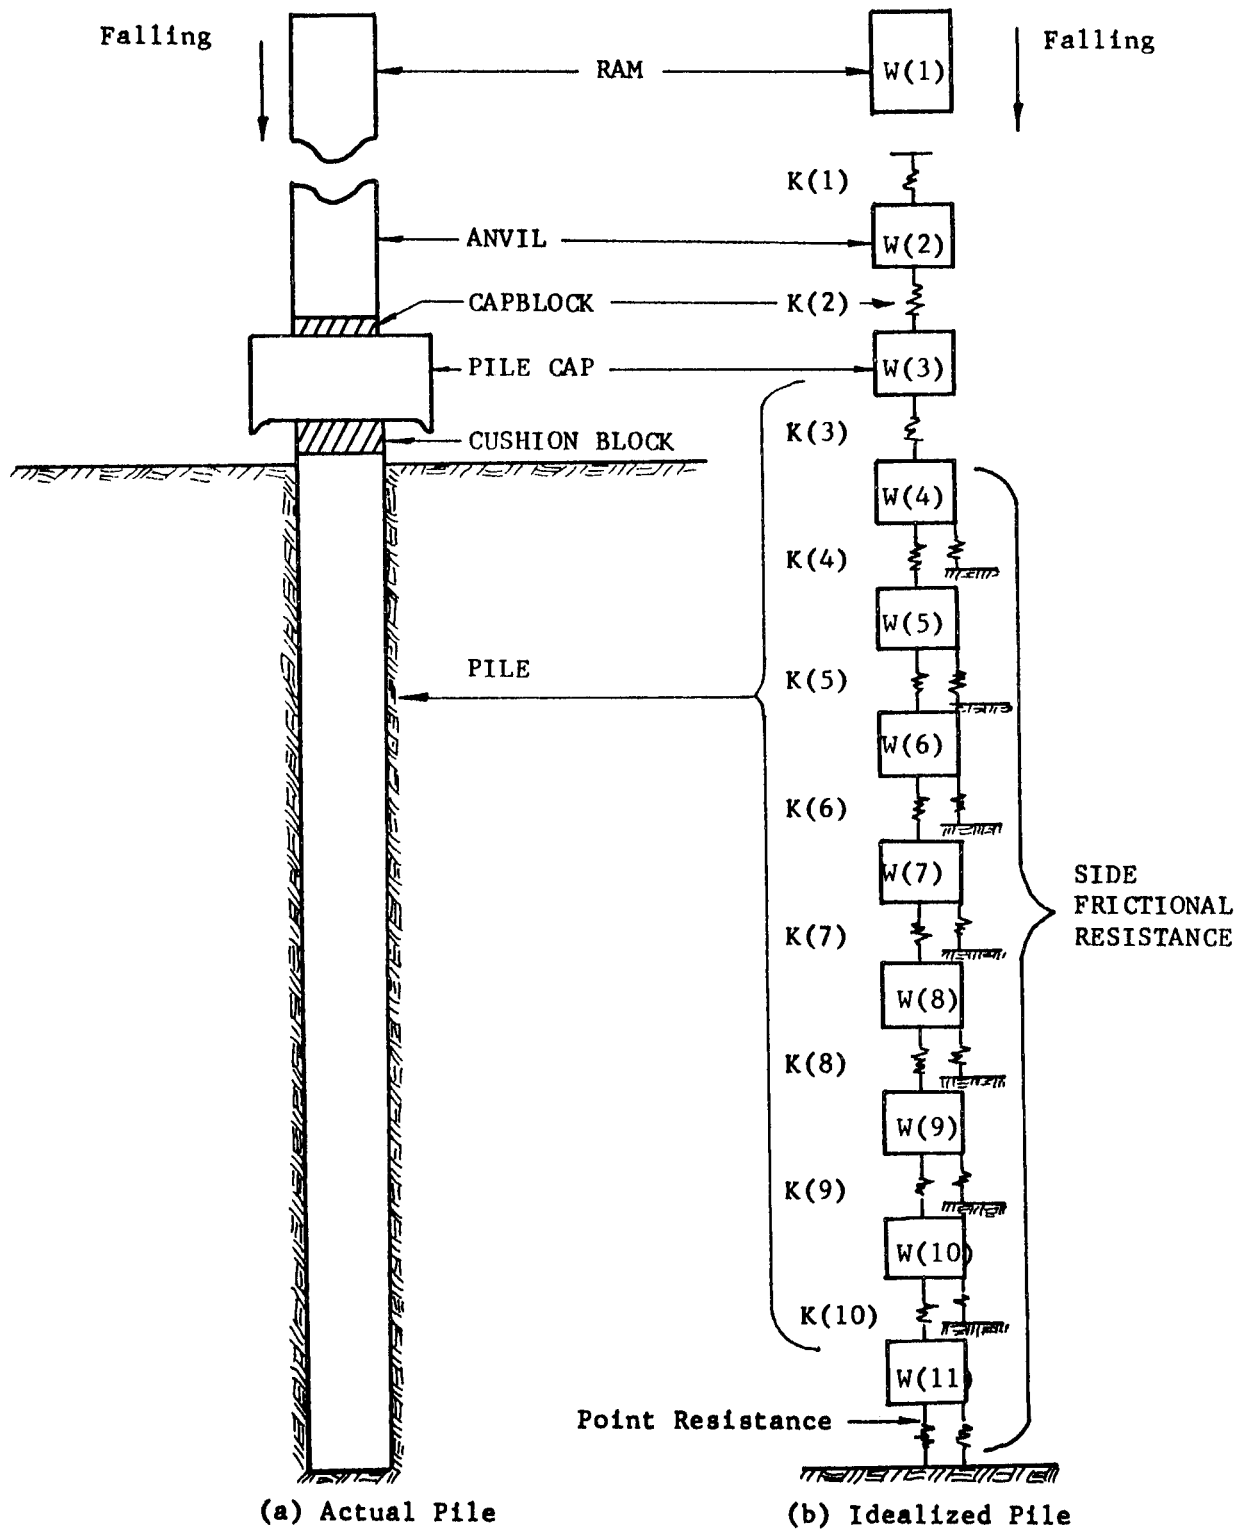 Falling
RAM
W(1)
Falling
K(1)
ANVIL
W(2)
CAPBLOCK
K(2)
PILE CAP
W(3)
K(3)
CUSHION BLOCK
W(4)
K(4)
W(5)
PILE
K(5)
W(6)
K(6)
W(7)
SIDE
FRICTIONAL
RESISTANCE
K(7)
W(8)
K(8)
W(9)
K(9)
W(10)
K(10)
W(11)
Point Resistance
(a) Actual Pile
(b) Idealized Pile